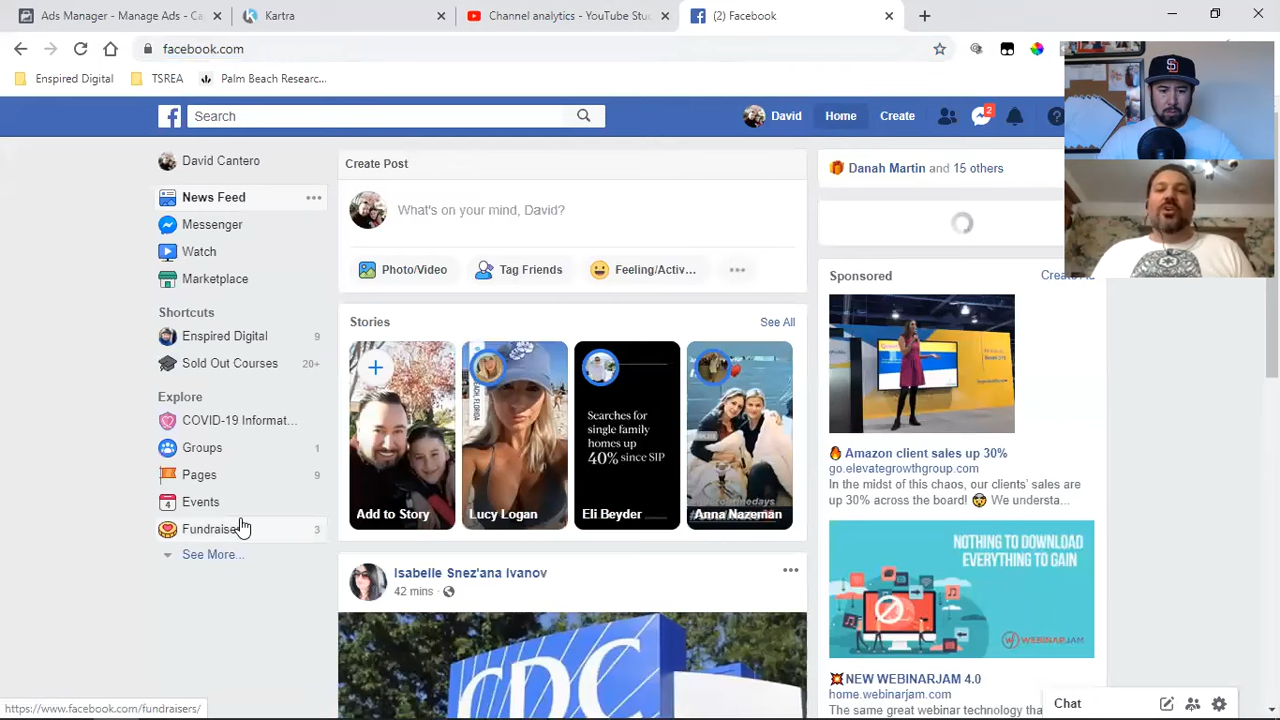 Ads Manager - Manage Ads - Ca
Kartra
Channel analytics - YouTube Stu
(2) Facebook
facebook.com
Enspired Digital
TSREA
Palm Beach Researc...
Search
David
Home
Create
2
David Cantero
News Feed
Messenger
Watch
Marketplace
Shortcuts
Enspired Digital 9
Sold Out Courses 20+
Explore
COVID-19 Informat...
Groups 1
Pages 9
Events
Fundraise 3
See More...
Create Post
What's on your mind, David?
Photo/Video
Tag Friends
Feeling/Activ...
Stories
See All
Add to Story
Lucy Logan
Searches for
single family
homes up
40% since SIP
Eli Beyder
Anna Nazeman
Isabelle Snez'ana Ivanov
42 mins
CDC
Danah Martin and 15 others
Sponsored
🔥 Amazon client sales up 30%
go.elevategrowthgroup.com
In the midst of this chaos, our clients' sales are
up 30% across the board! 🤯 We understa...
NOTHING TO DOWNLOAD
EVERYTHING TO GAIN
WEBINARJAM
💥NEW WEBINARJAM 4.0
home.webinarjam.com
The same great webinar technology tha
Chat
https://www.facebook.com/fundraisers/